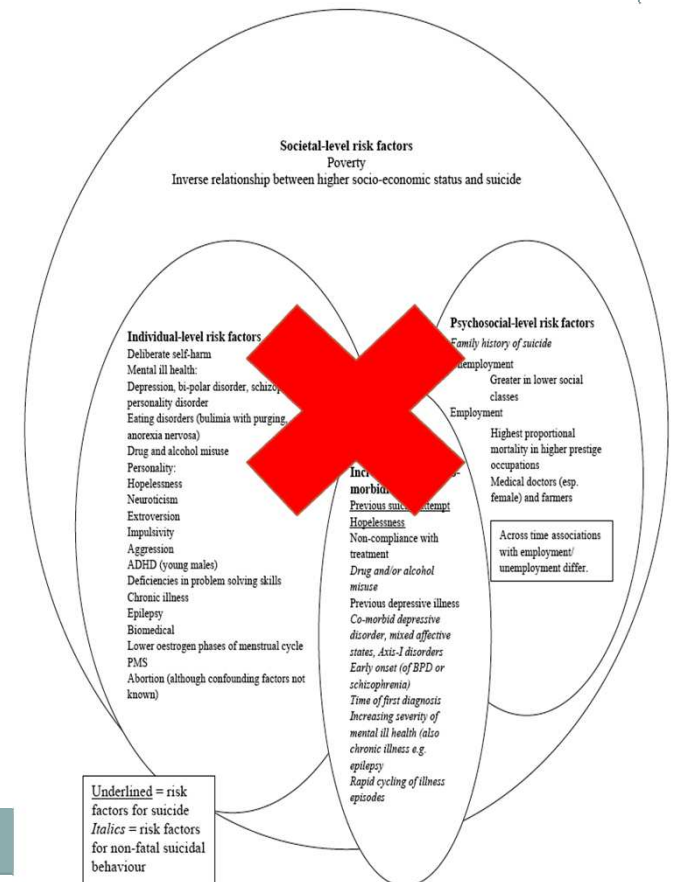 Societal-level risk factors
Poverty
Inverse relationship between higher socio-economic status and suicide
Individual-level risk factors
Deliberate self-harm
Mental ill health:
Depression, bi-polar disorder,
personality disorder
Eating disorders (bulimia with purging,
anorexia nervosa)
Drug and alcohol misuse
Personality:
Hopelessness
Neuroticism
Extroversion
Impulsivity
Aggression
ADHD (young males)
Deficiencies in problem solving skills
Chronic illness
Epilepsy
Biomedical
Lower oestrogen phases of menstrual cycle
PMS
Abortion (although confounding factors not
known)
Psychosocial-level risk factors
Family history of suicide
Greater in lower social
classes
Employment
Highest proportional
mortality in higher prestige
occupations
Medical doctors (esp.
female) and farmers
Across time associations
with employment/
unemployment differ.
Previous
Hopelessness
Non-compliance with
treatment
Drug and/or alcohol
misuse
Previous depressive illness
Co-morbid depressive
disorder, mixed affective
states, Axis-I disorders
Early onset (of BPD or
schizophrenia)
Time of first diagnosis
Increasing severity of
mental ill health (also
chronic illness e.g.
epilepsy
Rapid cycling of illness
episodes
Underlined = risk
factors for suicide
Italics = risk factors
for non-fatal suicidal
behaviour